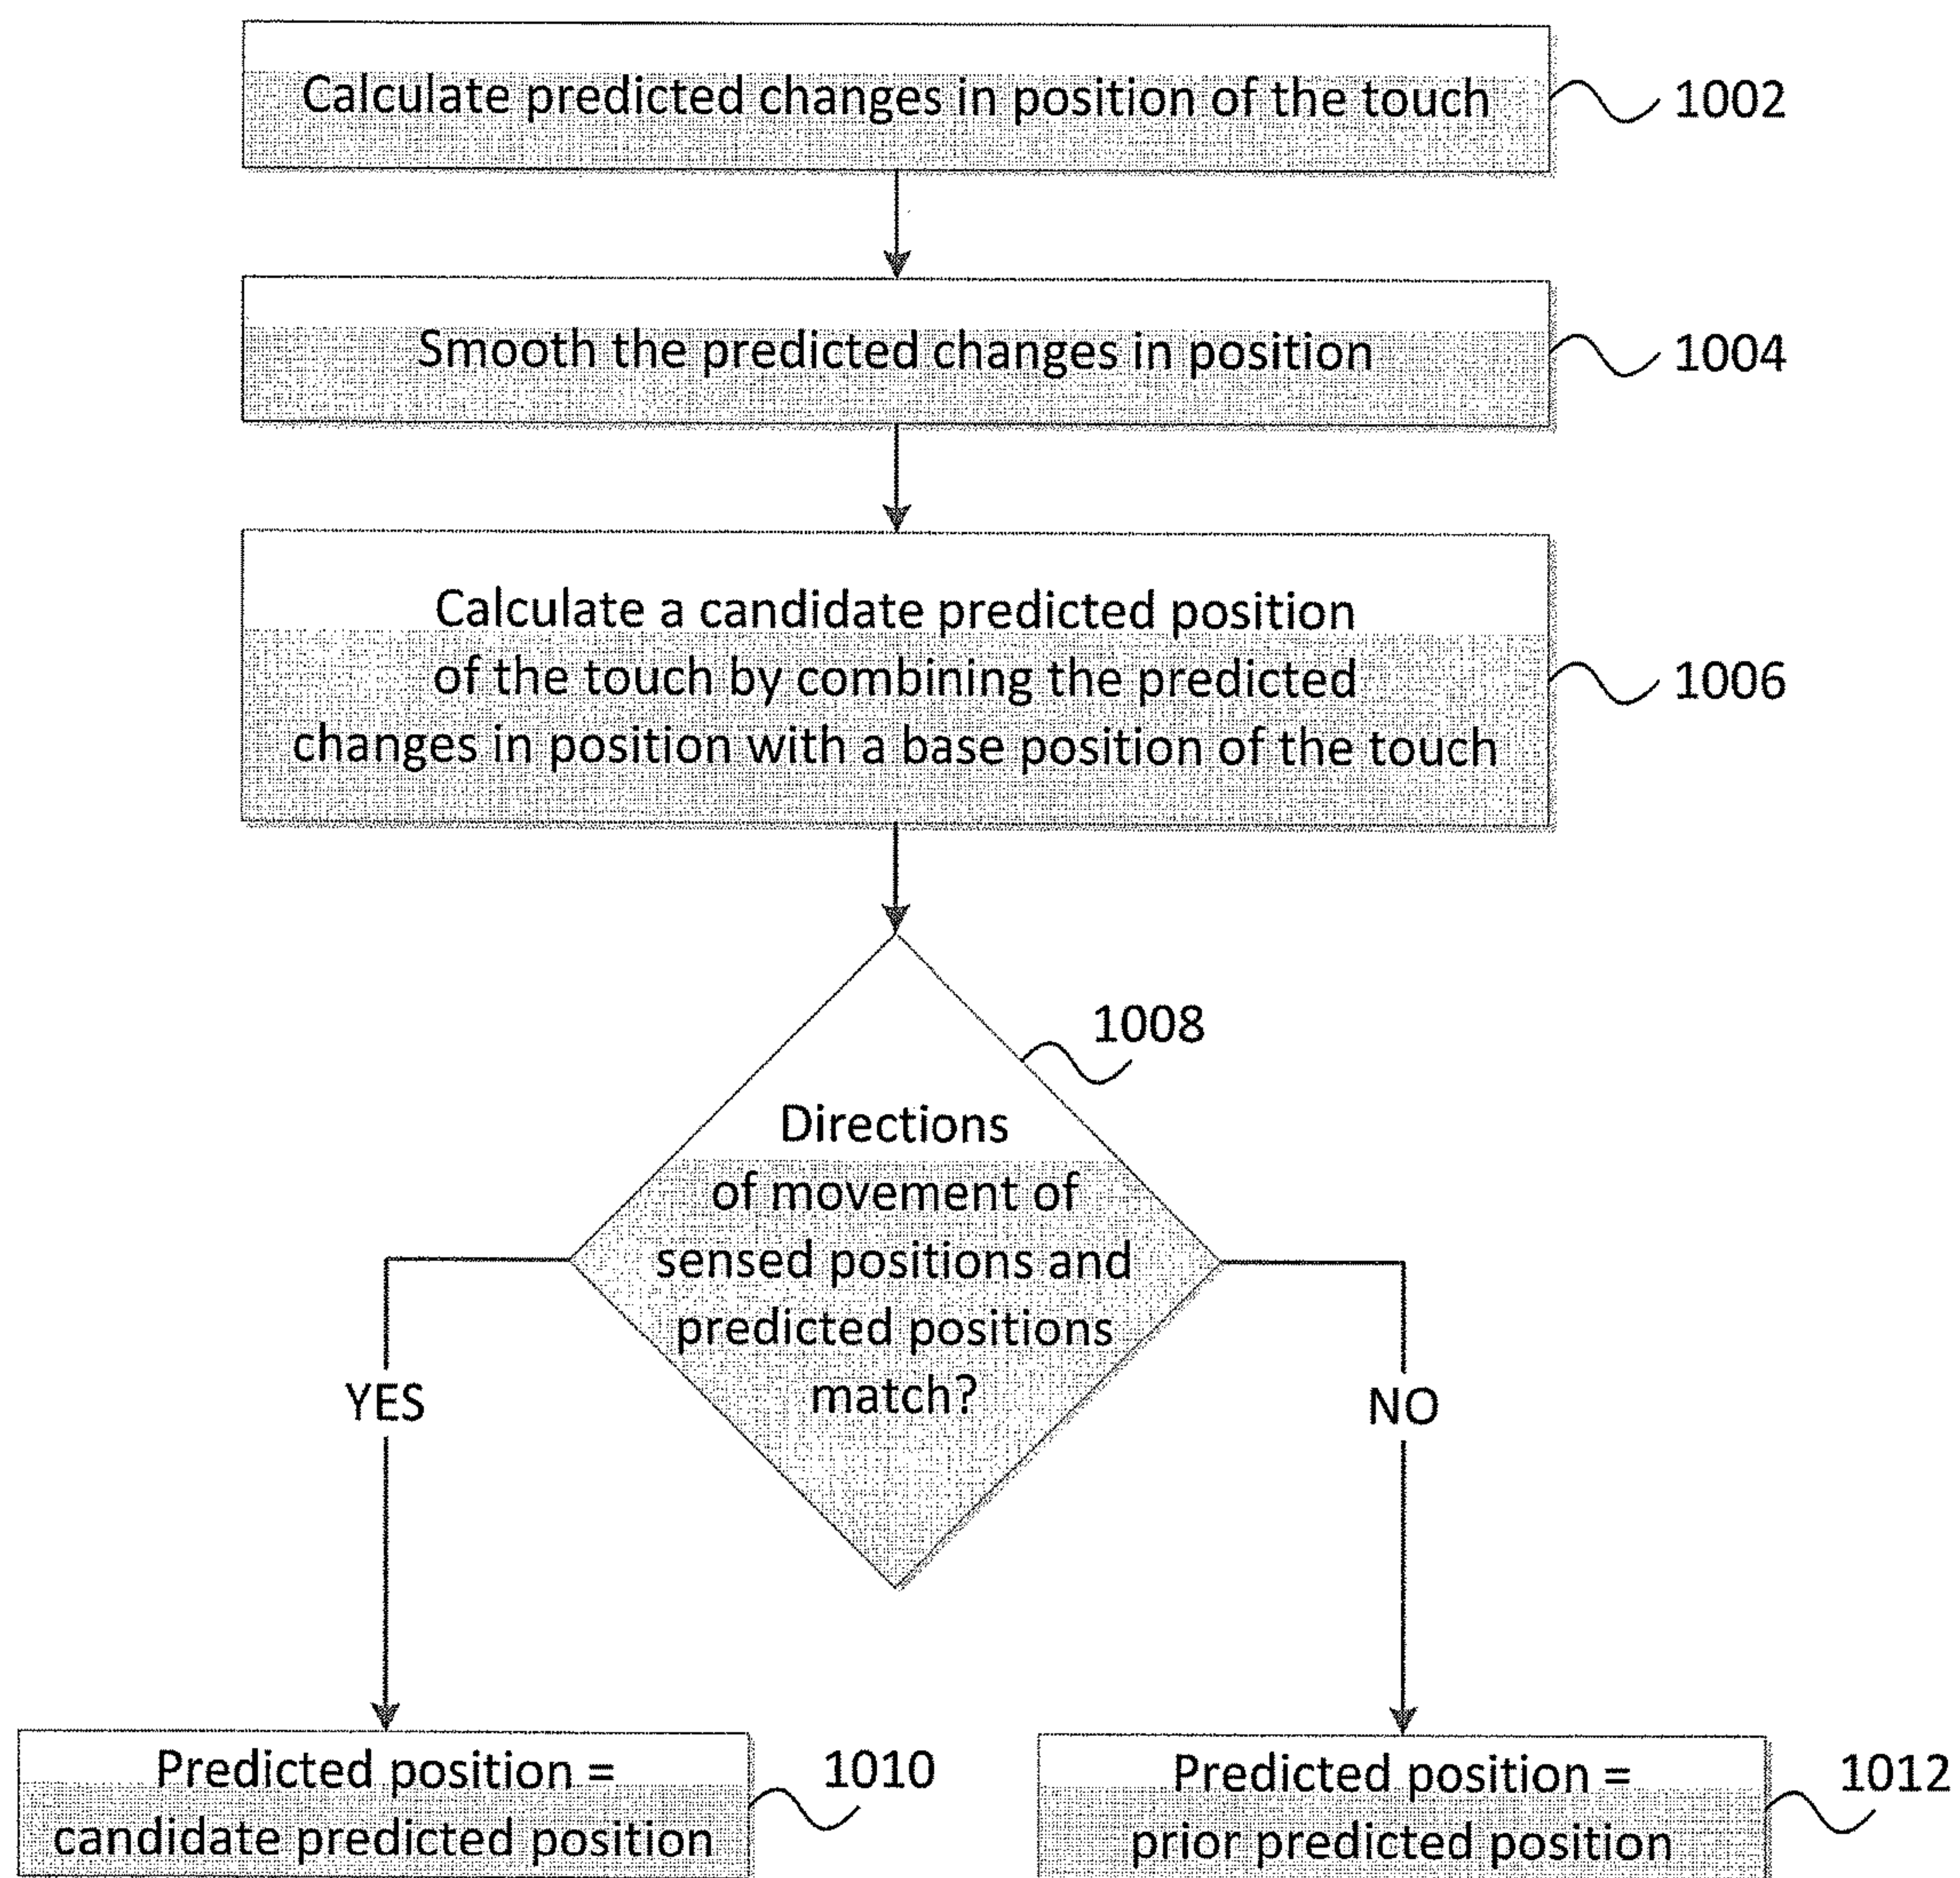 Calculate predicted changes in position of the touch
1002
Smooth the predicted changes in position
1004
Calculate a candidate predicted position
of the touch by combining the predicted
changes in position with a base position of the touch
1006
1008
Directions
of movement of
sensed positions and
predicted positions
match?
YES
NO
Predicted position =
candidate predicted position
1010
Predicted position =
prior predicted position
1012